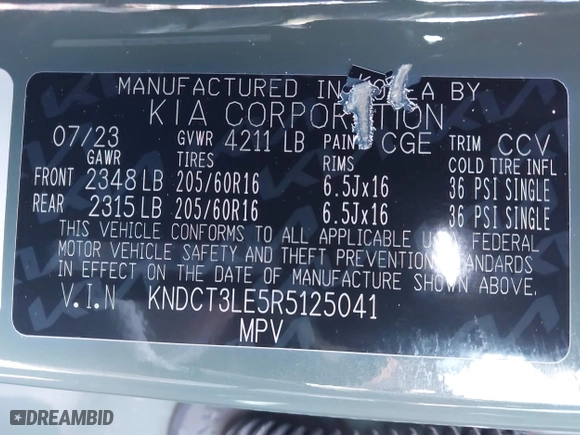 MANUFACTURED IN KOREA BY
KIA CORPORATION
07/23 GVWR 4211 LB PAINT CGE TRIM CCV
GAWR TIRES RIMS COLD TIRE INFL
FRONT 2348 LB 205/60R16 6.5Jx16 36 PSI SINGLE
REAR 2315 LB 205/60R16 6.5Jx16 36 PSI SINGLE
THIS VEHICLE CONFORMS TO ALL APPLICABLE U.S. FEDERAL
MOTOR VEHICLE SAFETY AND THEFT PREVENTION STANDARDS
IN EFFECT ON THE DATE OF MANUFACTURE SHOWN ABOVE.
V.I.N KNDCT3LE5R5125041
MPV
DREAMBID